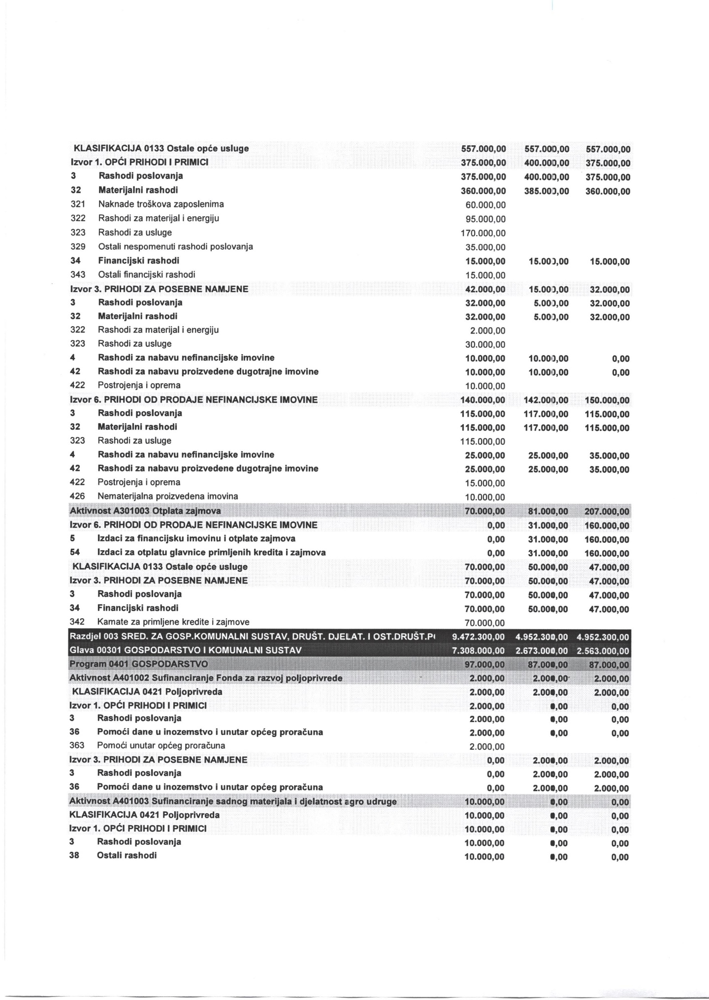 KLASIFIKACIJA 0133 Ostale opće usluge 557.000,00 557.000,00 557.000,00
Izvor 1. OPĆI PRIHODI I PRIMICI 375.000,00 400.000,00 375.000,00
3 Rashodi poslovanja 375.000,00 400.000,00 375.000,00
32 Materijalni rashodi 360.000,00 385.000,00 360.000,00
321 Naknade troškova zaposlenima 60.000,00
322 Rashodi za materijal i energiju 95.000,00
323 Rashodi za usluge 170.000,00
329 Ostali nespomenuti rashodi poslovanja 35.000,00
34 Financijski rashodi 15.000,00 15.000,00 15.000,00
343 Ostali financijski rashodi 15.000,00
Izvor 3. PRIHODI ZA POSEBNE NAMJENE 42.000,00 15.000,00 32.000,00
3 Rashodi poslovanja 32.000,00 5.000,00 32.000,00
32 Materijalni rashodi 32.000,00 5.000,00 32.000,00
322 Rashodi za materijal i energiju 2.000,00
323 Rashodi za usluge 30.000,00
4 Rashodi za nabavu nefinancijske imovine 10.000,00 10.000,00 0,00
42 Rashodi za nabavu proizvedene dugotrajne imovine 10.000,00 10.000,00 0,00
422 Postrojenja i oprema 10.000,00
Izvor 6. PRIHODI OD PRODAJE NEFINANCIJSKE IMOVINE 140.000,00 142.000,00 150.000,00
3 Rashodi poslovanja 115.000,00 117.000,00 115.000,00
32 Materijalni rashodi 115.000,00 117.000,00 115.000,00
323 Rashodi za usluge 115.000,00
4 Rashodi za nabavu nefinancijske imovine 25.000,00 25.000,00 35.000,00
42 Rashodi za nabavu proizvedene dugotrajne imovine 25.000,00 25.000,00 35.000,00
422 Postrojenja i oprema 15.000,00
426 Nematerijalna proizvedena imovina 10.000,00
Aktivnost A301003 Otplata zajmova 70.000,00 81.000,00 207.000,00
Izvor 6. PRIHODI OD PRODAJE NEFINANCIJSKE IMOVINE 0,00 31.000,00 160.000,00
5 Izdaci za financijsku imovinu i otplate zajmova 0,00 31.000,00 160.000,00
54 Izdaci za otplatu glavnice primljenih kredita i zajmova 0,00 31.000,00 160.000,00
KLASIFIKACIJA 0133 Ostale opće usluge 70.000,00 50.000,00 47.000,00
Izvor 3. PRIHODI ZA POSEBNE NAMJENE 70.000,00 50.000,00 47.000,00
3 Rashodi poslovanja 70.000,00 50.000,00 47.000,00
34 Financijski rashodi 70.000,00 50.000,00 47.000,00
342 Kamate za primljene kredite i zajmove 70.000,00
Razdjel 003 SRED. ZA GOSP.KOMUNALNI SUSTAV, DRUŠT. DJELAT. I OST.DRUŠT.P 9.472.300,00 4.952.300,00 4.952.300,00
Glava 00301 GOSPODARSTVO I KOMUNALNI SUSTAV 7.308.000,00 2.673.000,00 2.563.000,00
Program 0401 GOSPODARSTVO 97.000,00 87.000,00 87.000,00
Aktivnost A401002 Sufinanciranje Fonda za razvoj poljoprivrede 2.000,00 2.000,00 2.000,00
KLASIFIKACIJA 0421 Poljoprivreda 2.000,00 2.000,00 2.000,00
Izvor 1. OPĆI PRIHODI I PRIMICI 2.000,00 0,00 0,00
3 Rashodi poslovanja 2.000,00 0,00 0,00
36 Pomoći dane u inozemstvo i unutar općeg proračuna 2.000,00 0,00 0,00
363 Pomoći unutar općeg proračuna 2.000,00
Izvor 3. PRIHODI ZA POSEBNE NAMJENE 0,00 2.000,00 2.000,00
3 Rashodi poslovanja 0,00 2.000,00 2.000,00
36 Pomoći dane u inozemstvo i unutar općeg proračuna 0,00 2.000,00 2.000,00
Aktivnost A401003 Sufinanciranje sadnog materijala i djelatnost agro udruge 10.000,00 0,00 0,00
KLASIFIKACIJA 0421 Poljoprivreda 10.000,00 0,00 0,00
Izvor 1. OPĆI PRIHODI I PRIMICI 10.000,00 0,00 0,00
3 Rashodi poslovanja 10.000,00 0,00 0,00
38 Ostali rashodi 10.000,00 0,00 0,00